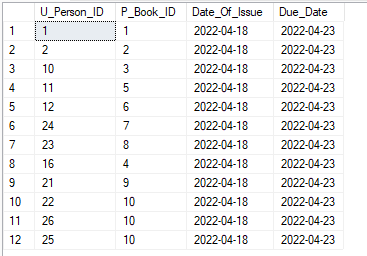 U_Person_ID P_Book_ID Date_Of_Issue Due_Date
1 1 1 2022-04-18 2022-04-23
2 2 2 2022-04-18 2022-04-23
3 10 3 2022-04-18 2022-04-23
4 11 5 2022-04-18 2022-04-23
5 12 6 2022-04-18 2022-04-23
6 24 7 2022-04-18 2022-04-23
7 23 8 2022-04-18 2022-04-23
8 16 4 2022-04-18 2022-04-23
9 21 9 2022-04-18 2022-04-23
10 22 10 2022-04-18 2022-04-23
11 26 10 2022-04-18 2022-04-23
12 25 10 2022-04-18 2022-04-23